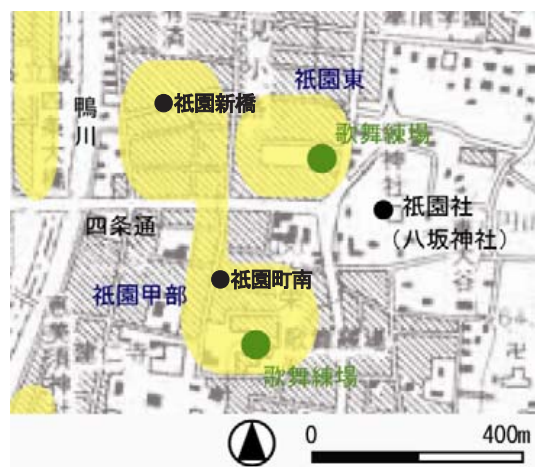 祇園東
●祇園新橋
鴨川
歌舞練場
●祇園社
(八坂神社)
四条通
●祇園町南
祇園甲部
歌舞練場
0 400m